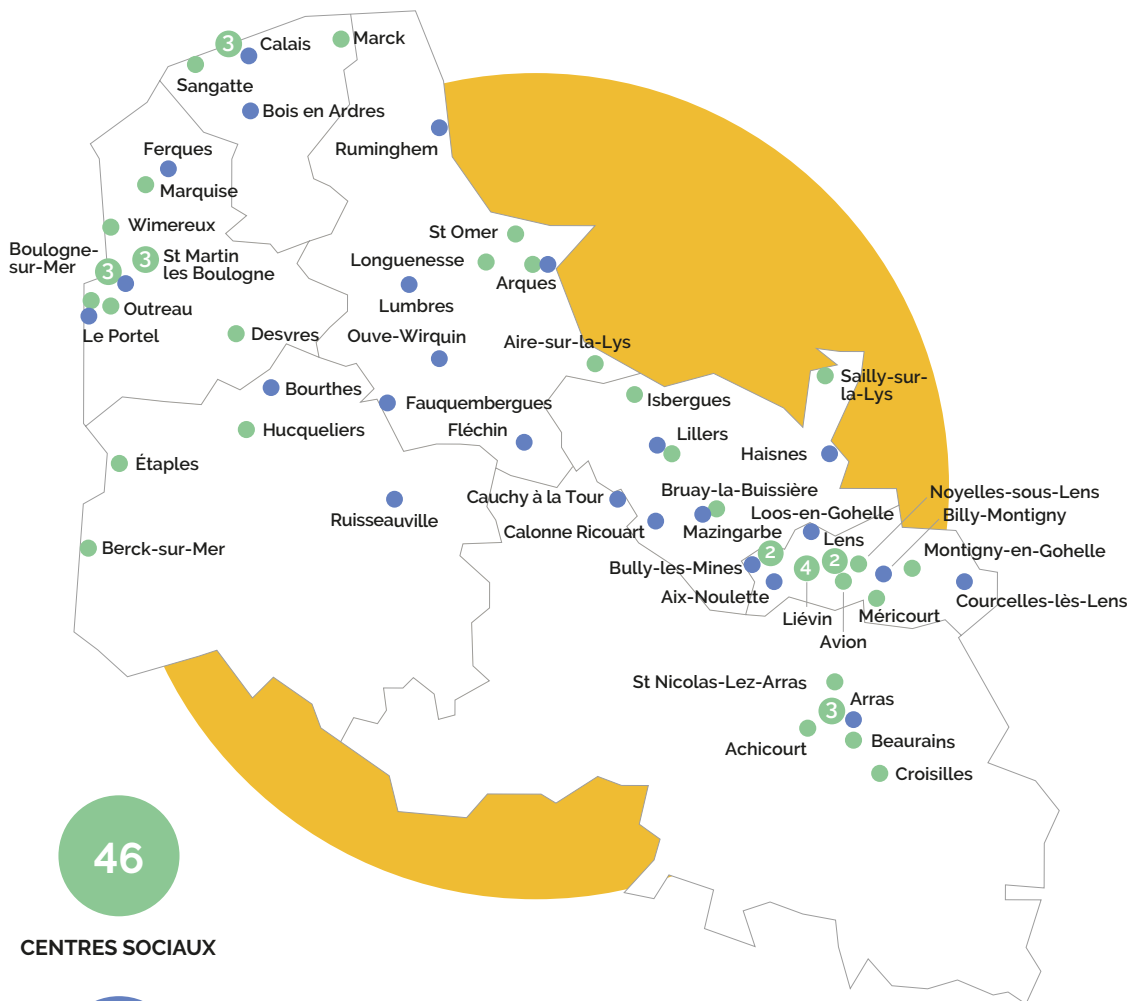 3
Calais
Marck
Sangatte
Bois en Ardres
Ruminghem
Ferques
Marquise
Wimereux
St Omer
Boulogne-
sur-Mer
3
3
St Martin
les Boulogne
Longuenesse
Arques
Lumbres
Outreau
Le Portel
Desvres
Ouve-Wirquin
Aire-sur-la-Lys
Sailly-sur-
la-Lys
Bourthes
Fauquembergues
Isbergues
Hucqueliers
Fléchin
Lillers
Haisnes
Étaples
Cauchy à la Tour
Bruay-la-Buissière
Noyelles-sous-Lens
Ruisseauville
Calonne Ricouart
Mazingarbe
Loos-en-Gohelle
Billy-Montigny
Lens
Berck-sur-Mer
Montigny-en-Gohelle
Bully-les-Mines
2
4
2
Aix-Noulette
Courcelles-lès-Lens
Liévin
Méricourt
Avion
St Nicolas-Lez-Arras
Arras
3
Achicourt
Beaurains
Croisilles
46
CENTRES SOCIAUX